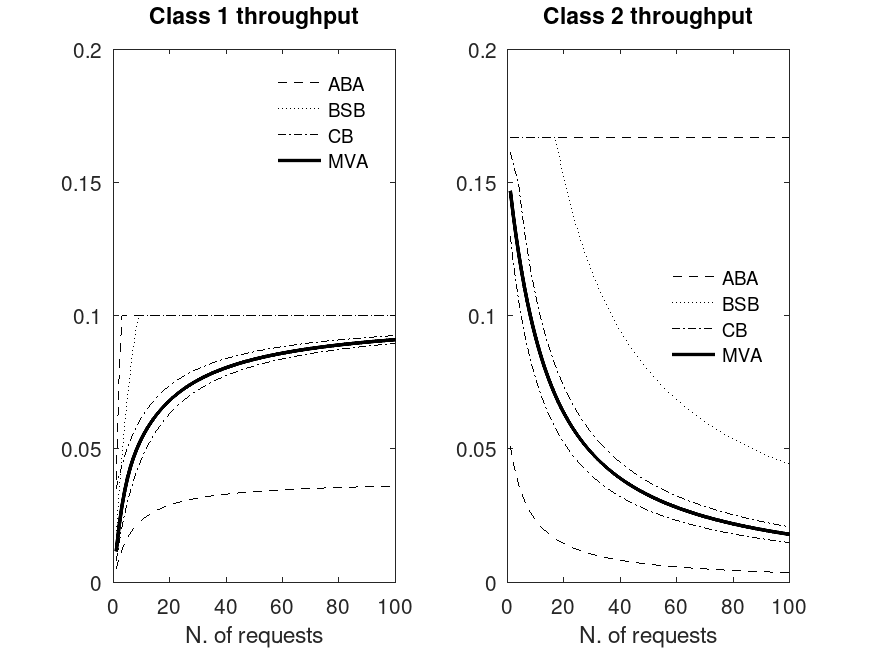 Class 1 throughput
0.2
0.15
0.1
0.05
0
0 20 40 60 80 100
N. of requests
ABA
BSB
CB
MVA
Class 2 throughput
0.2
0.15
0.1
0.05
0
0 20 40 60 80 100
N. of requests
ABA
BSB
CB
MVA